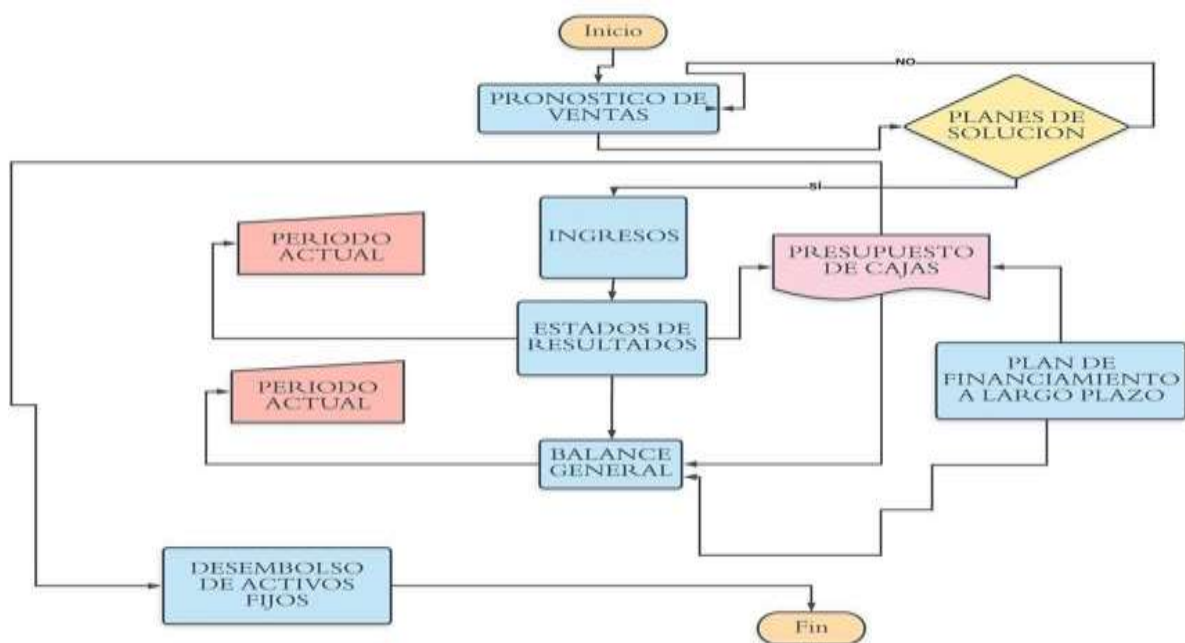 Inicio
NO
PRONOSTICO DE
VENTAS
PLANES DE
SOLUCION
SÍ
INGRESOS
PERIODO
ACTUAL
PRESUPUESTO
DE CAJAS
ESTADOS DE
RESULTADOS
PLAN DE
FINANCIAMIENTO
A LARGO PLAZO
PERIODO
ACTUAL
BALANCE
GENERAL
DESEMBOLSO
DE ACTIVOS
FIJOS
Fin